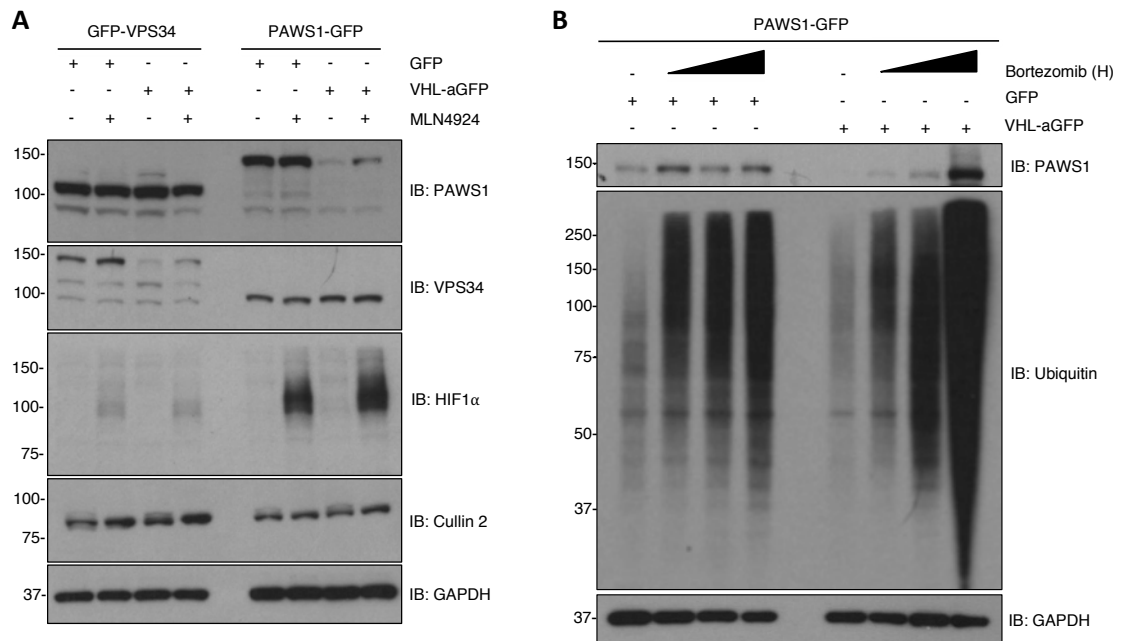 A
GFP-VPS34 PAWS1-GFP
+ + - - + + - - GFP
- - + + - - + + VHL-aGFP
- + - + - + - + MLN4924
150-
100-
IB: PAWS1
150-
100-
IB: VPS34
150-
100-
75-
IB: HIF1α
100-
75-
IB: Cullin 2
37-
IB: GAPDH
B
PAWS1-GFP
- - Bortezomib (H)
+ + + + - - - - GFP
- - - - + + + + VHL-aGFP
150-
IB: PAWS1
250-
150-
100-
75-
50-
37-
IB: Ubiquitin
37-
IB: GAPDH